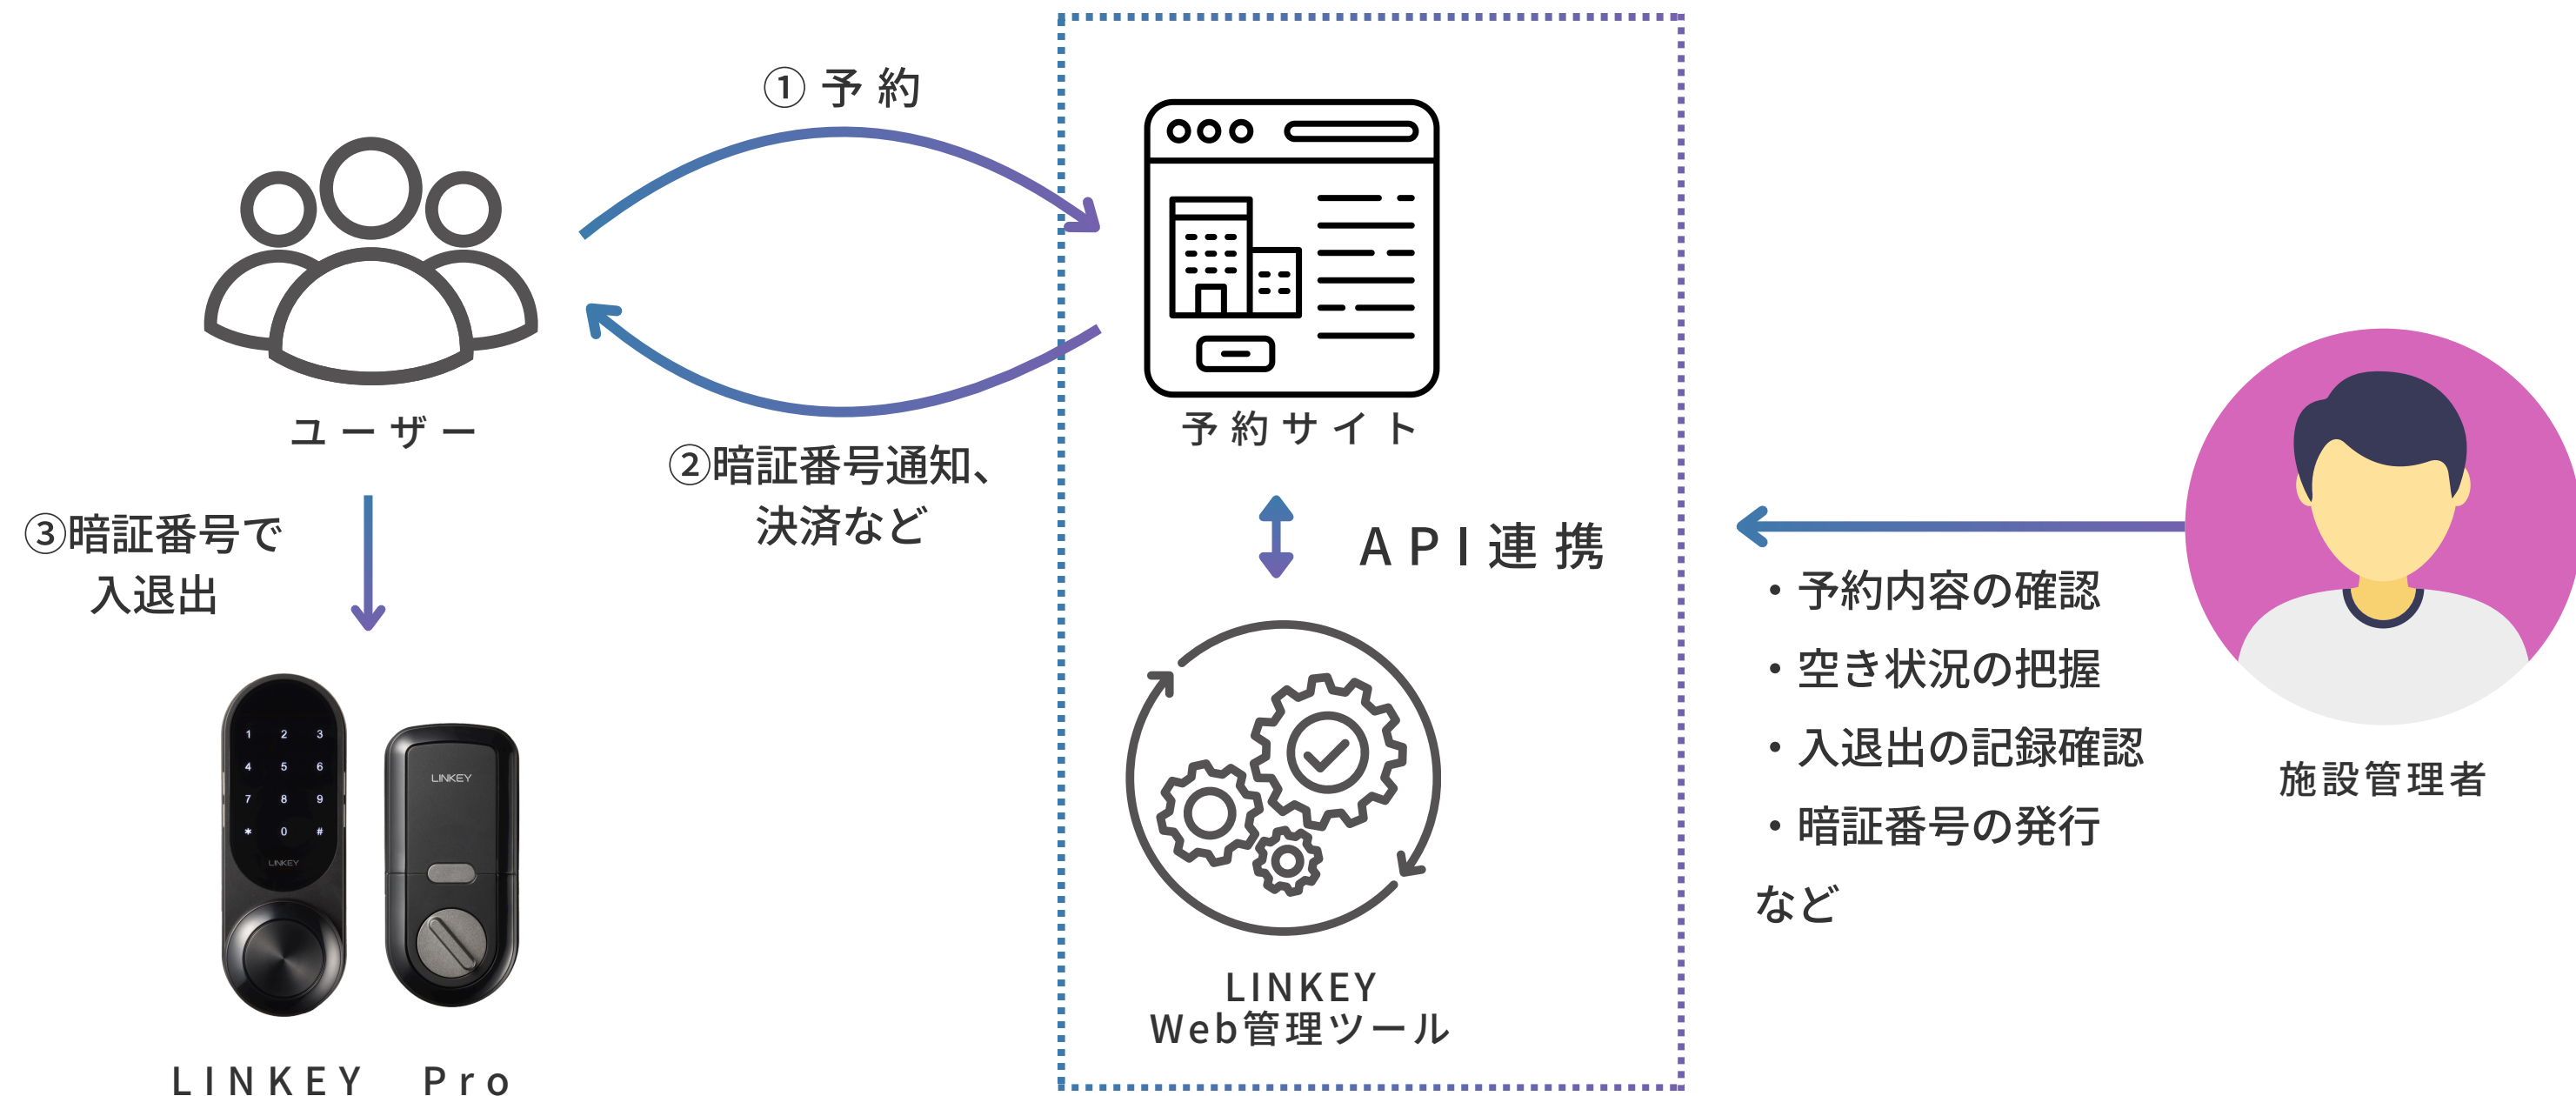 ① 予約
ユーザー
②暗証番号通知、
決済など
③暗証番号で
入退出
1 2 3
4 5 6
7 8 9
* 0 #
LINKEY
LINKEY
LINKEY Pro
予約サイト
API連携
LINKEY
Web管理ツール
・予約内容の確認
・空き状況の把握
・入退出の記録確認
・暗証番号の発行
など
施設管理者